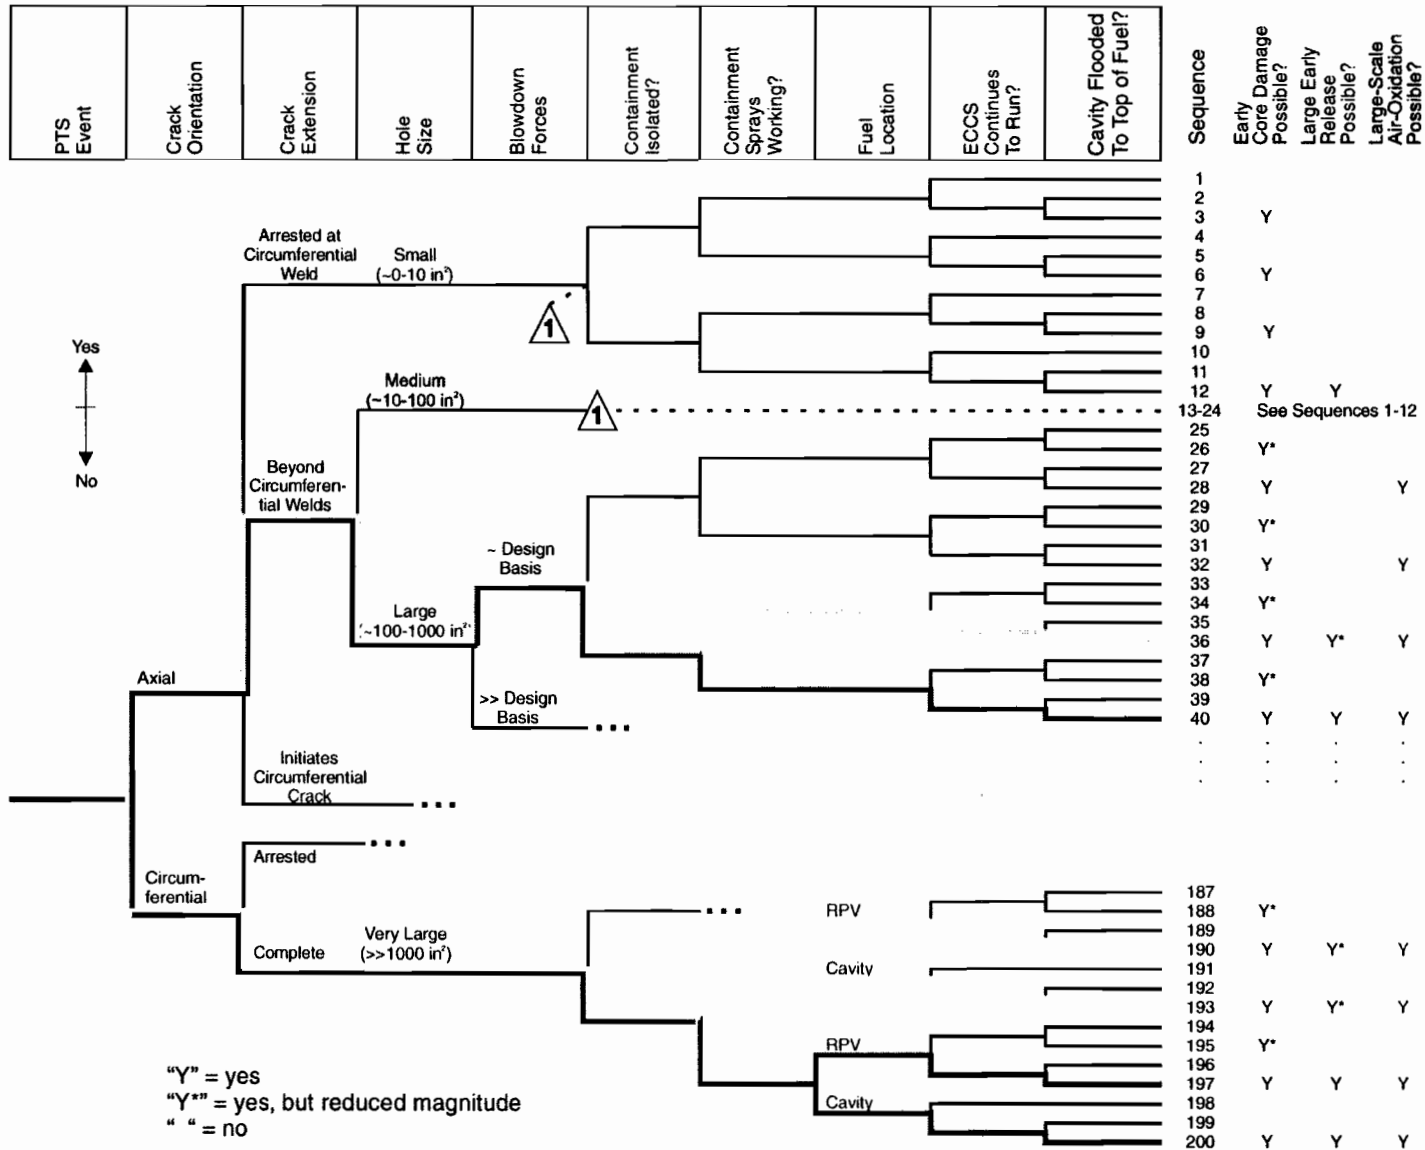 PTS
Event
Crack
Orientation
Crack
Extension
Hole
Size
Blowdown
Forces
Containment
Isolated?
Containment
Sprays
Working?
Fuel
Location
ECCS
Continues
To Run?
Cavity Flooded
To Top of Fuel?
Sequence
Early
Core Damage
Possible?
Large Early
Release
Possible?
Large-Scale
Air-Oxidation
Possible?
Yes
No
Arrested at
Circumferential
Weld
Small
(~0-10 in²)
1
Medium
(~10-100 in²)
1
Beyond
Circumferen-
tial Welds
~ Design
Basis
Large
(~100-1000 in²)
>> Design
Basis
...
Axial
Initiates
Circumferential
Crack
...
Arrested
...
Circum-
ferential
Complete
Very Large
(>>1000 in²)
...
RPV
Cavity
RPV
Cavity
1
2
3 Y
4
5
6 Y
7
8
9 Y
10
11
12 Y Y
13-24 See Sequences 1-12
25
26 Y*
27
28 Y Y
29
30 Y*
31
32 Y Y
33
34 Y*
35
36 Y Y* Y
37
38 Y*
39
40 Y Y Y
. . . .
. . . .
. . . .
187
188 Y*
189
190 Y Y* Y
191
192
193 Y Y* Y
194
195 Y*
196
197 Y Y Y
198
199
200 Y Y Y
"Y" = yes
"Y*" = yes, but reduced magnitude
" " = no